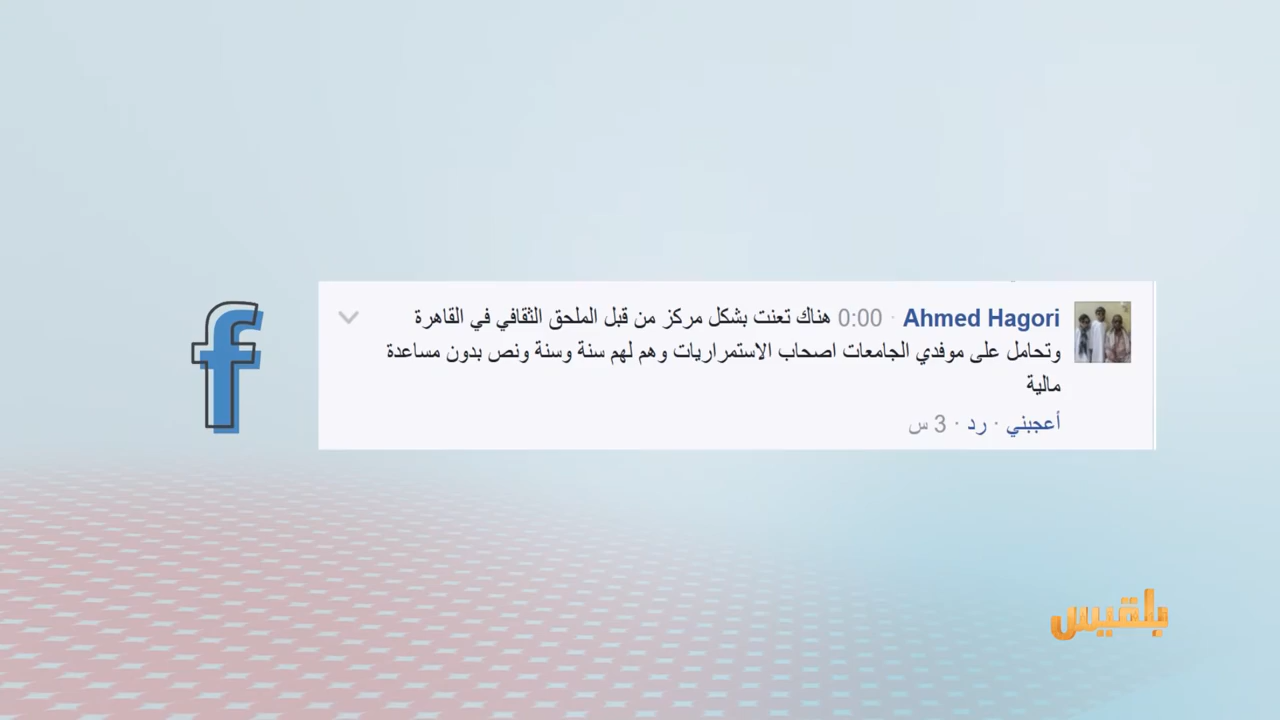 Ahmed Hagori · 0:00 هناك تعنت بشكل مركز من قبل الملحق الثقافي في القاهرة
وتحامل على موفدي الجامعات اصحاب الاستمراريات وهم لهم سنة وسنة ونص بدون مساعدة
مالية
أعجبني · رد · 3 س
بلقيس